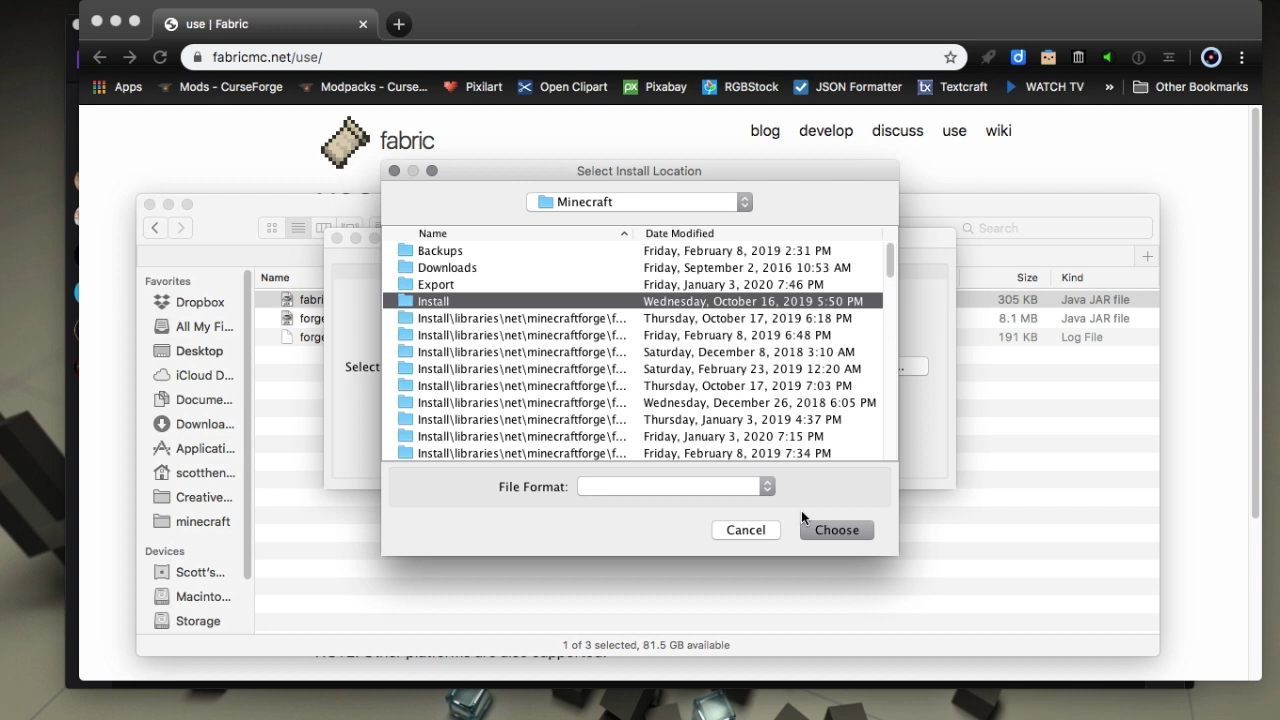 use | Fabric
fabricmc.net/use/
Apps Mods - CurseForge Modpacks - Curse... Pixilart Open Clipart Pixabay RGBStock JSON Formatter Textcraft WATCH TV » Other Bookmarks
fabric
blog develop discuss use wiki
Select Install Location
Minecraft
Search
Name Date Modified
Backups Friday, February 8, 2019 2:31 PM
Downloads Friday, September 2, 2016 10:53 AM
Export Friday, January 3, 2020 7:46 PM
Install Wednesday, October 16, 2019 5:50 PM
Install\libraries\net\minecraftforge\f... Thursday, October 17, 2019 6:18 PM
Install\libraries\net\minecraftforge\f... Friday, February 8, 2019 6:48 PM
Install\libraries\net\minecraftforge\f... Saturday, December 8, 2018 3:10 AM
Install\libraries\net\minecraftforge\f... Saturday, February 23, 2019 12:20 AM
Install\libraries\net\minecraftforge\f... Thursday, October 17, 2019 7:03 PM
Install\libraries\net\minecraftforge\f... Wednesday, December 26, 2018 6:05 PM
Install\libraries\net\minecraftforge\f... Thursday, January 3, 2019 4:37 PM
Install\libraries\net\minecraftforge\f... Friday, January 3, 2020 7:15 PM
Install\libraries\net\minecraftforge\f... Friday, February 8, 2019 7:34 PM
File Format:
Cancel Choose
Favorites
Dropbox
All My Fi...
Desktop
iCloud D...
Docume...
Downloa...
Applicati...
scotthen...
Creative...
minecraft
Devices
Scott's...
Macinto...
Storage
Name Size Kind
fabri 305 KB Java JAR file
forge 8.1 MB Java JAR file
forge 191 KB Log File
Select ...
1 of 3 selected, 81.5 GB available